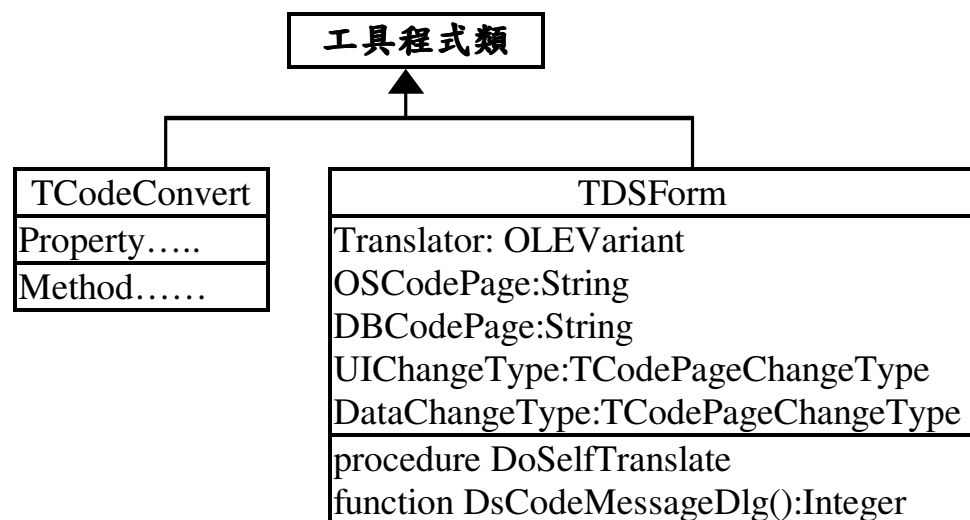 工具程式類
TCodeConvert
Property…..
Method……
TDSForm
Translator: OLEVariant
OSCodePage:String
DBCodePage:String
UIChangeType:TCodePageChangeType
DataChangeType:TCodePageChangeType
procedure DoSelfTranslate
function DsCodeMessageDlg():Integer